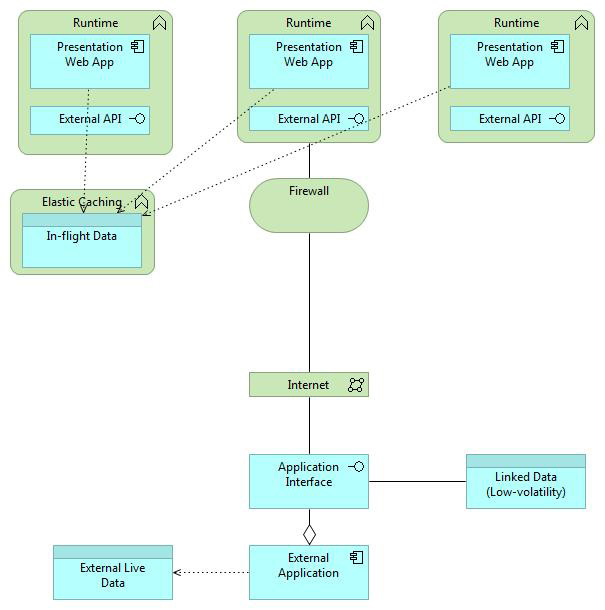 Runtime
Runtime
Runtime
Presentation
Web App
Presentation
Web App
Presentation
Web App
External API
External API
External API
Elastic Caching
In-flight Data
Firewall
Internet
Application
Interface
Linked Data
(Low-volatility)
External Live
Data
External
Application